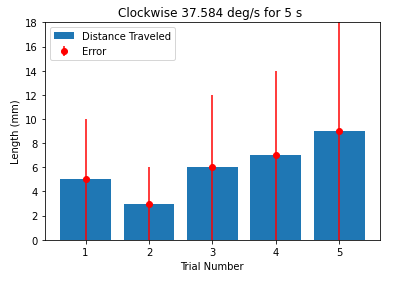 Clockwise 37.584 deg/s for 5 s
Distance Traveled
Error
18
16
14
12
10
8
6
4
2
0
Length (mm)
1 2 3 4 5
Trial Number